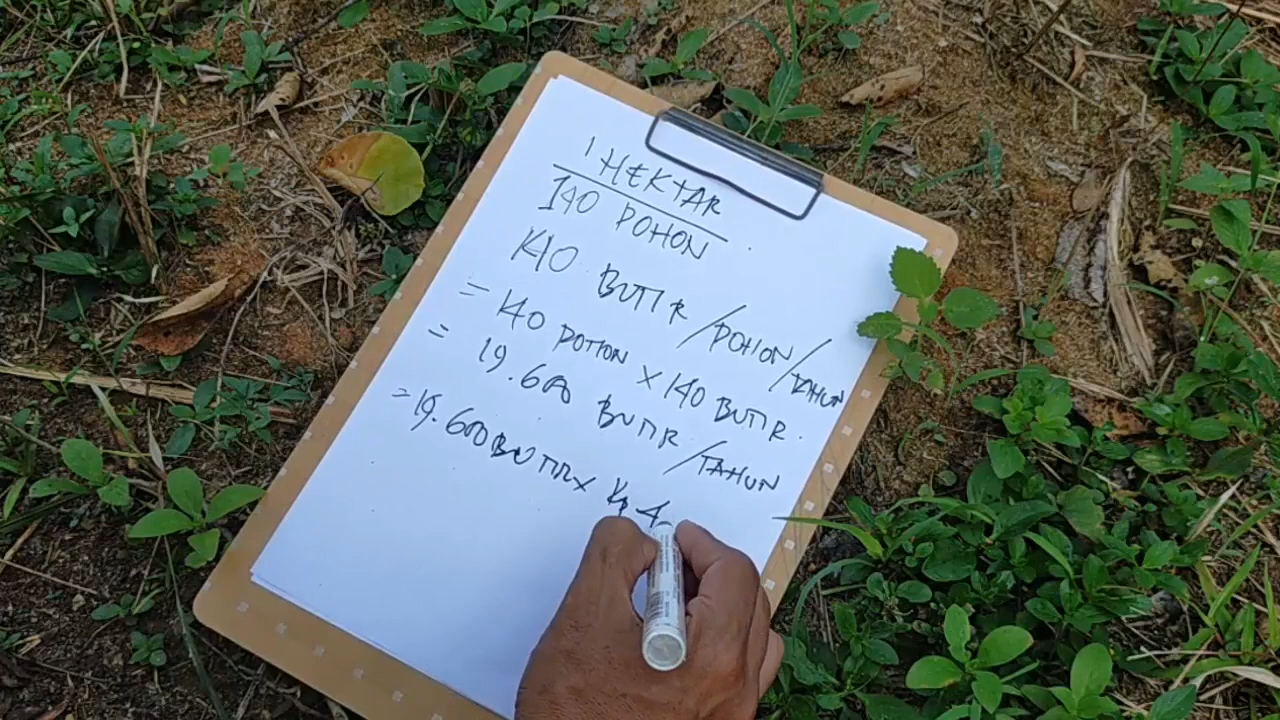 1 HEKTAR
140 POHON
140 BUTIR/POHON/TAHUN
= 140 POHON X 140 BUTIR.
= 19.600 BUTIR/TAHUN
= 19.600 BUTIR X Rp 4